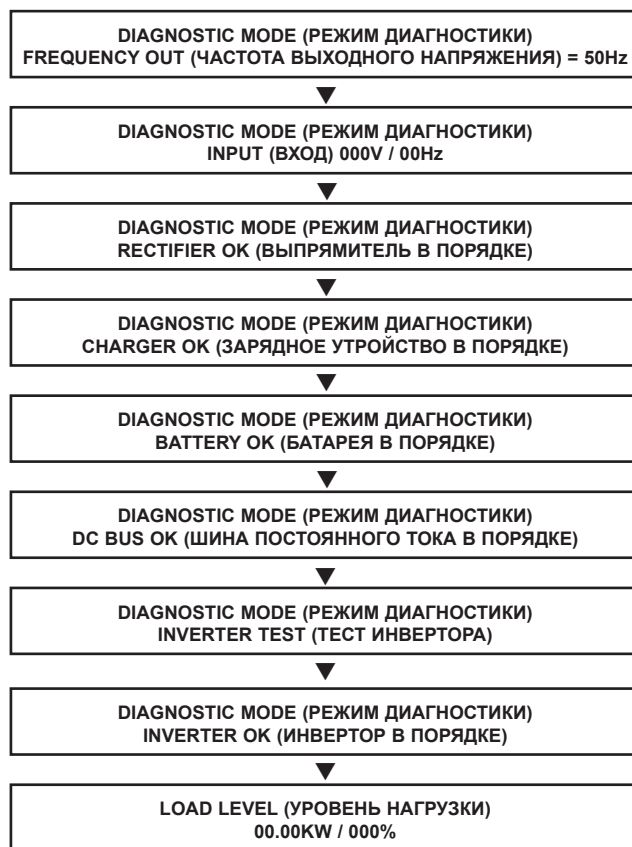 DIAGNOSTIC MODE (РЕЖИМ ДИАГНОСТИКИ)
FREQUENCY OUT (ЧАСТОТА ВЫХОДНОГО НАПРЯЖЕНИЯ) = 50Hz
DIAGNOSTIC MODE (РЕЖИМ ДИАГНОСТИКИ)
INPUT (ВХОД) 000V / 00Hz
DIAGNOSTIC MODE (РЕЖИМ ДИАГНОСТИКИ)
RECTIFIER OK (ВЫПРЯМИТЕЛЬ В ПОРЯДКЕ)
DIAGNOSTIC MODE (РЕЖИМ ДИАГНОСТИКИ)
CHARGER OK (ЗАРЯДНОЕ УТРОЙСТВО В ПОРЯДКЕ)
DIAGNOSTIC MODE (РЕЖИМ ДИАГНОСТИКИ)
BATTERY OK (БАТАРЕЯ В ПОРЯДКЕ)
DIAGNOSTIC MODE (РЕЖИМ ДИАГНОСТИКИ)
DC BUS OK (ШИНА ПОСТОЯННОГО ТОКА В ПОРЯДКЕ)
DIAGNOSTIC MODE (РЕЖИМ ДИАГНОСТИКИ)
INVERTER TEST (ТЕСТ ИНВЕРТОРА)
DIAGNOSTIC MODE (РЕЖИМ ДИАГНОСТИКИ)
INVERTER OK (ИНВЕРТОР В ПОРЯДКЕ)
LOAD LEVEL (УРОВЕНЬ НАГРУЗКИ)
00.00KW / 000%